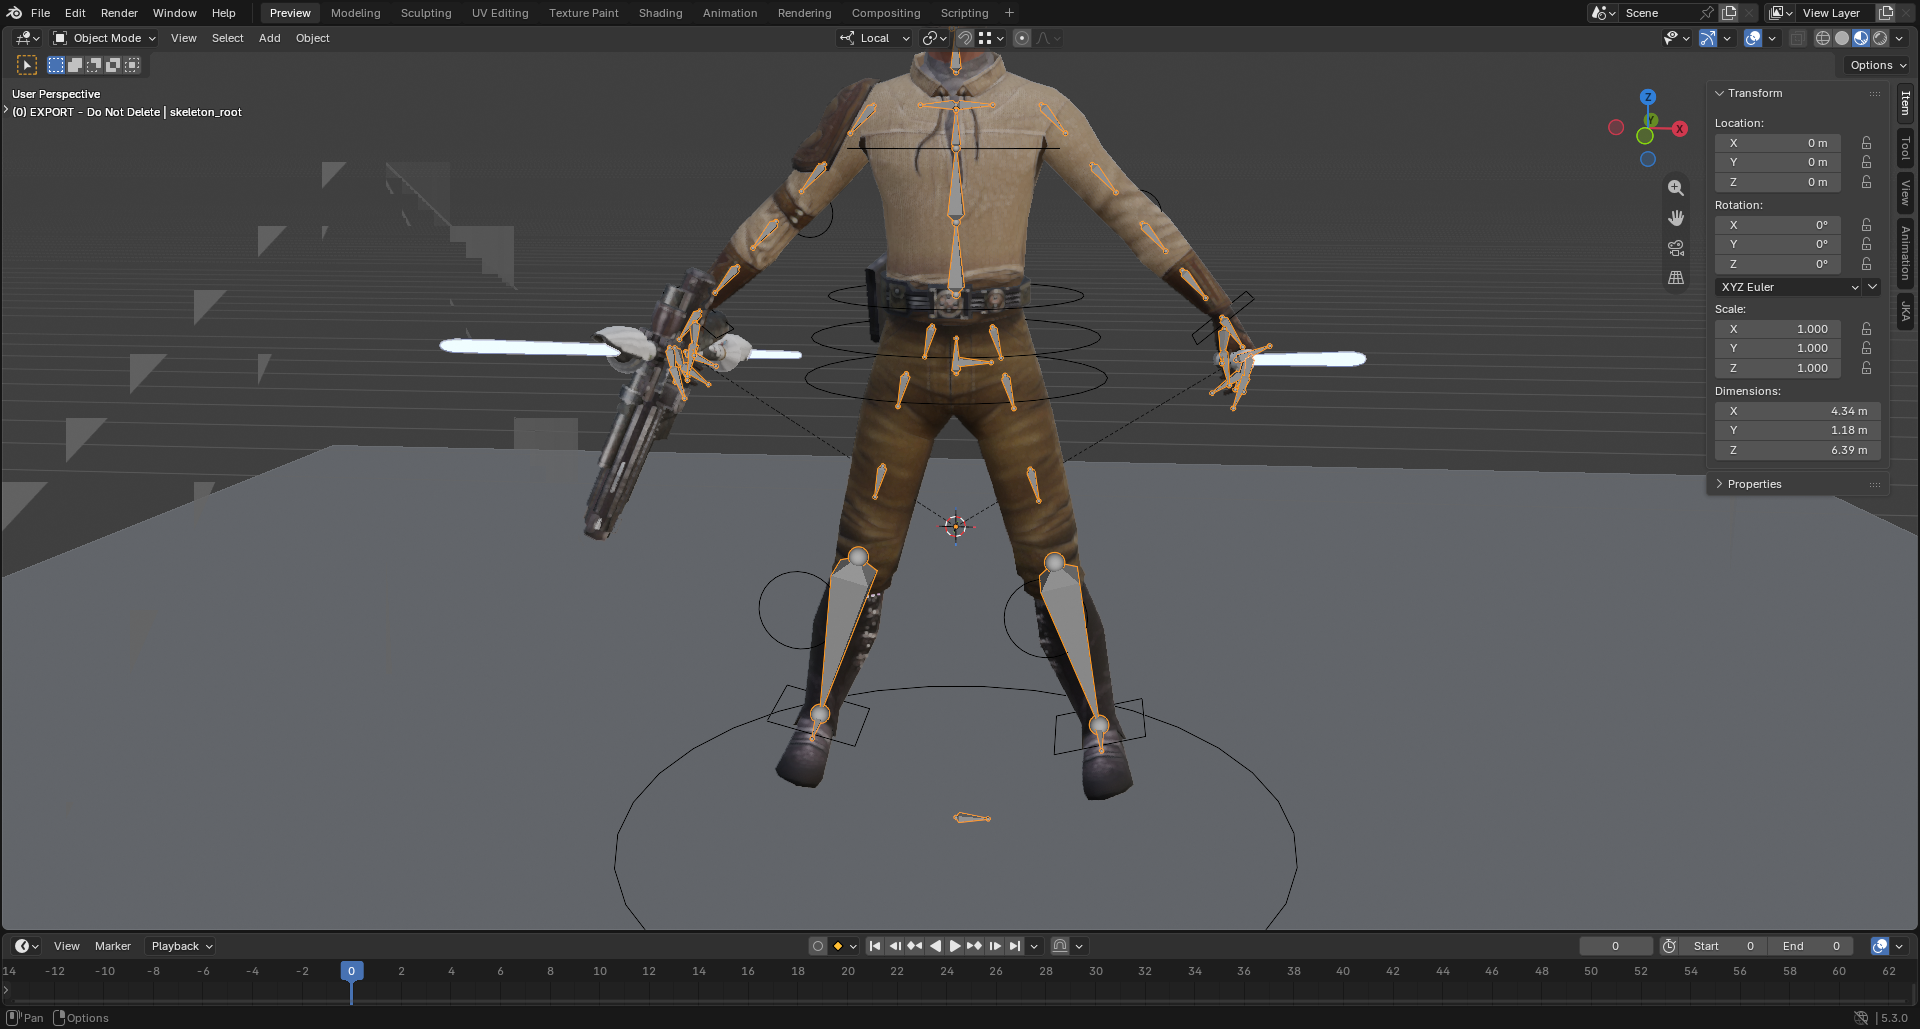 File Edit Render Window Help Preview Modeling Sculpting UV Editing Texture Paint Shading Animation Rendering Compositing Scripting + Scene View Layer
Object Mode View Select Add Object Local
Options
User Perspective
(0) EXPORT - Do Not Delete | skeleton_root
Z
Y
X
Transform
Location:
X 0 m
Y 0 m
Z 0 m
Rotation:
X 0°
Y 0°
Z 0°
XYZ Euler
Scale:
X 1.000
Y 1.000
Z 1.000
Dimensions:
X 4.34 m
Y 1.18 m
Z 6.39 m
Properties
Item
Tool
View
Animation
JKA
View Marker Playback 0 Start 0 End 0
14 -12 -10 -8 -6 -4 -2 0 2 4 6 8 10 12 14 16 18 20 22 24 26 28 30 32 34 36 38 40 42 44 46 48 50 52 54 56 58 60 62
Pan Options 5.3.0